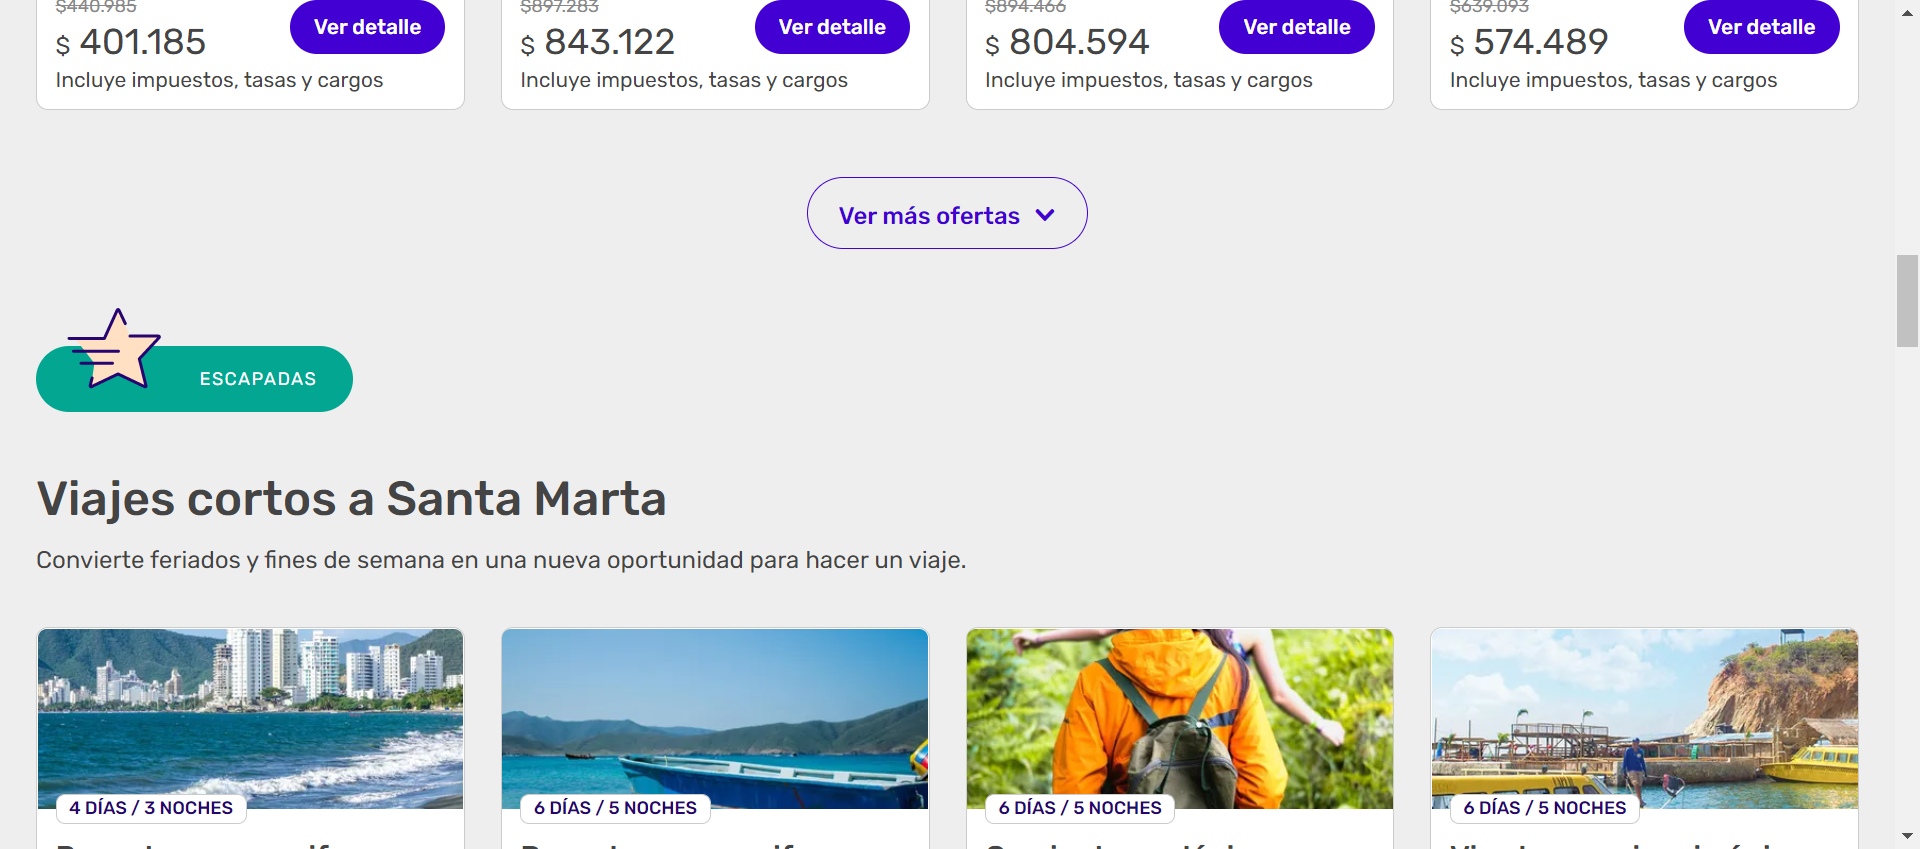 $440.985
$ 401.185
Ver detalle
Incluye impuestos, tasas y cargos
$897.283
$ 843.122
Ver detalle
Incluye impuestos, tasas y cargos
$894.466
$ 804.594
Ver detalle
Incluye impuestos, tasas y cargos
$639.093
$ 574.489
Ver detalle
Incluye impuestos, tasas y cargos
Ver más ofertas
ESCAPADAS
Viajes cortos a Santa Marta
Convierte feriados y fines de semana en una nueva oportunidad para hacer un viaje.
4 DÍAS / 3 NOCHES
6 DÍAS / 5 NOCHES
6 DÍAS / 5 NOCHES
6 DÍAS / 5 NOCHES